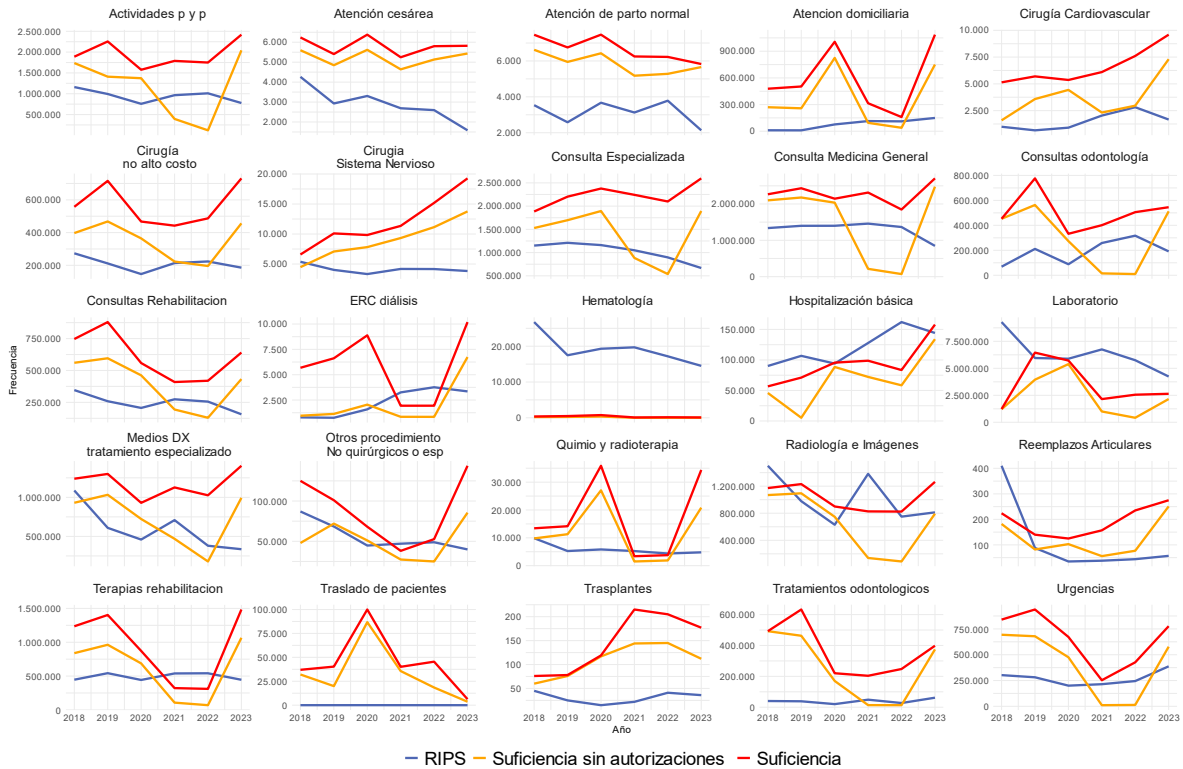 Actividades p y p
Atención cesárea
Atención de parto normal
Atencion domiciliaria
Cirugía Cardiovascular
2.500.000
2.000.000
1.500.000
1.000.000
500.000
6.000
5.000
4.000
3.000
2.000
6.000
4.000
2.000
900.000
600.000
300.000
0
10.000
7.500
5.000
2.500
Cirugía
no alto costo
Cirugia
Sistema Nervioso
Consulta Especializada
Consulta Medicina General
Consultas odontología
800.000
600.000
400.000
200.000
20.000
15.000
10.000
5.000
2.500.000
2.000.000
1.500.000
1.000.000
500.000
2.000.000
1.000.000
0
800.000
600.000
400.000
200.000
0
Consultas Rehabilitacion
ERC diálisis
Hematología
Hospitalización básica
Laboratorio
750.000
500.000
250.000
10.000
7.500
5.000
2.500
20.000
10.000
0
150.000
100.000
50.000
0
7.500.000
5.000.000
2.500.000
0
Medios DX
tratamiento especializado
Otros procedimiento
No quirúrgicos o esp
Quimio y radioterapia
Radiología e Imágenes
Reemplazos Articulares
1.000.000
500.000
100.000
50.000
30.000
20.000
10.000
0
1.200.000
800.000
400.000
400
300
200
100
Terapias rehabilitacion
Traslado de pacientes
Trasplantes
Tratamientos odontologicos
Urgencias
1.500.000
1.000.000
500.000
0
100.000
75.000
50.000
25.000
0
200
150
100
50
600.000
400.000
200.000
0
750.000
500.000
250.000
0
2018 2019 2020 2021 2022 2023
2018 2019 2020 2021 2022 2023
2018 2019 2020 2021 2022 2023
2018 2019 2020 2021 2022 2023
2018 2019 2020 2021 2022 2023
Frecuencia
Año
RIPS Suficiencia sin autorizaciones Suficiencia